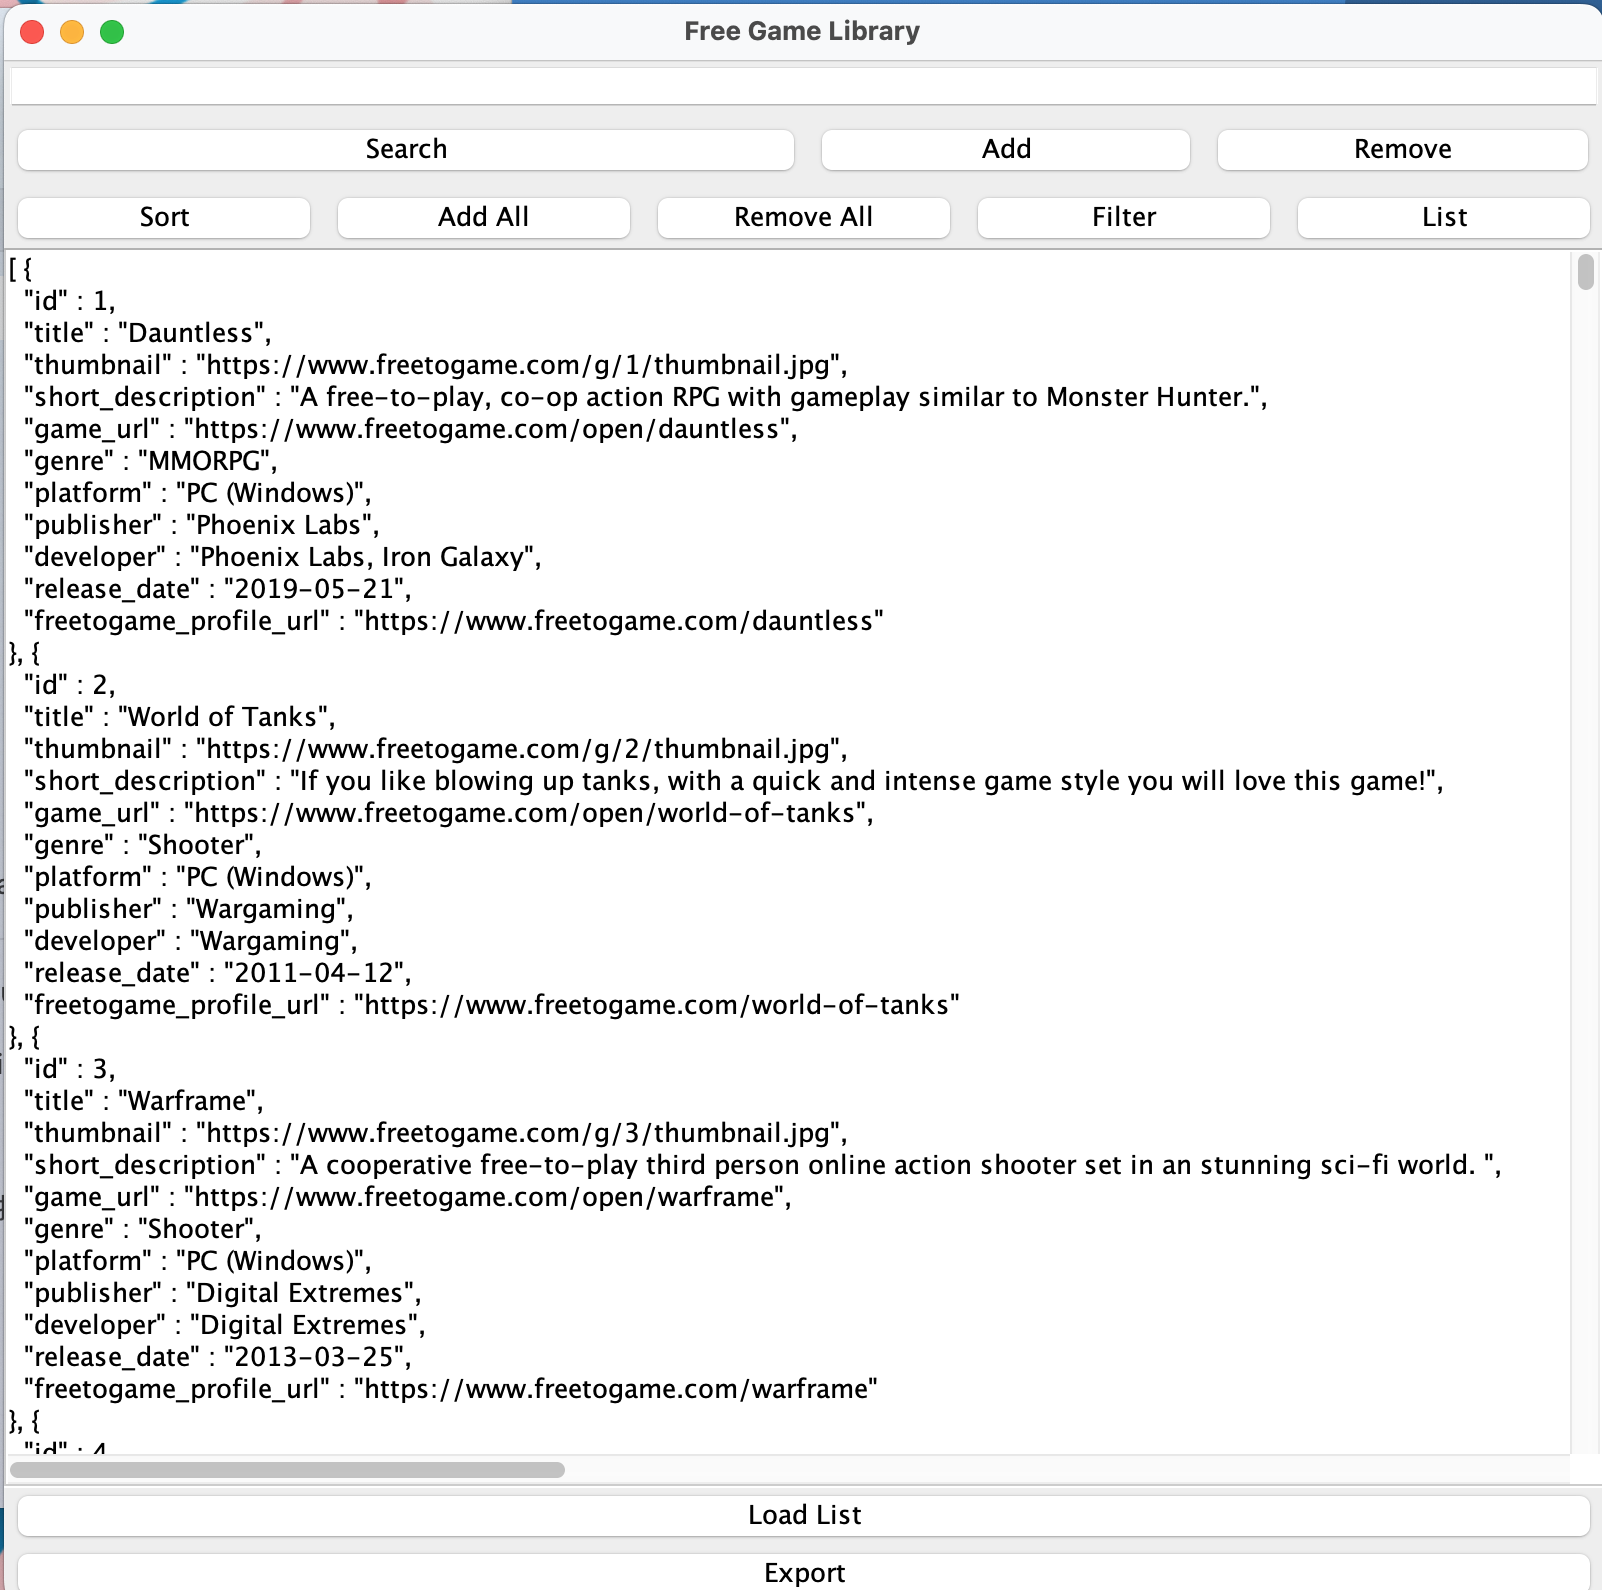 Free Game Library
Search Add Remove
Sort Add All Remove All Filter List
[ {
"id" : 1,
"title" : "Dauntless",
"thumbnail" : "https://www.freetogame.com/g/1/thumbnail.jpg",
"short_description" : "A free-to-play, co-op action RPG with gameplay similar to Monster Hunter.",
"game_url" : "https://www.freetogame.com/open/dauntless",
"genre" : "MMORPG",
"platform" : "PC (Windows)",
"publisher" : "Phoenix Labs",
"developer" : "Phoenix Labs, Iron Galaxy",
"release_date" : "2019-05-21",
"freetogame_profile_url" : "https://www.freetogame.com/dauntless"
}, {
"id" : 2,
"title" : "World of Tanks",
"thumbnail" : "https://www.freetogame.com/g/2/thumbnail.jpg",
"short_description" : "If you like blowing up tanks, with a quick and intense game style you will love this game!",
"game_url" : "https://www.freetogame.com/open/world-of-tanks",
"genre" : "Shooter",
"platform" : "PC (Windows)",
"publisher" : "Wargaming",
"developer" : "Wargaming",
"release_date" : "2011-04-12",
"freetogame_profile_url" : "https://www.freetogame.com/world-of-tanks"
}, {
"id" : 3,
"title" : "Warframe",
"thumbnail" : "https://www.freetogame.com/g/3/thumbnail.jpg",
"short_description" : "A cooperative free-to-play third person online action shooter set in an stunning sci-fi world. ",
"game_url" : "https://www.freetogame.com/open/warframe",
"genre" : "Shooter",
"platform" : "PC (Windows)",
"publisher" : "Digital Extremes",
"developer" : "Digital Extremes",
"release_date" : "2013-03-25",
"freetogame_profile_url" : "https://www.freetogame.com/warframe"
}, {
"id" : 4
Load List
Export